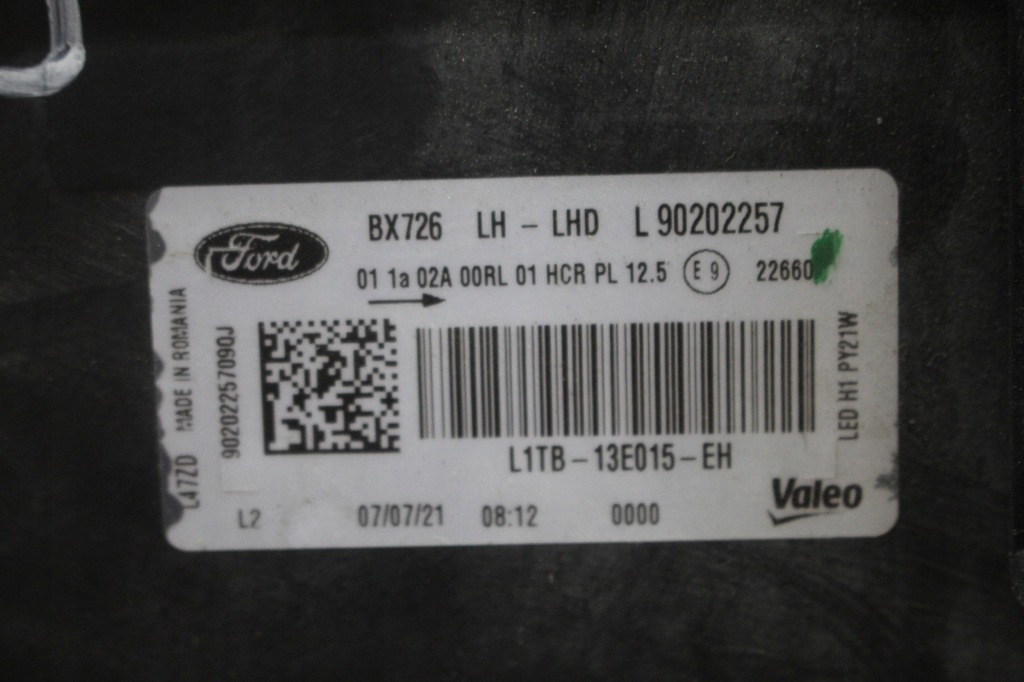 Ford
BX726 LH - LHD L 90202257
01 1a 02A 00RL 01 HCR PL 12.5 E 9 22660
MADE IN ROMANIA
L47ZD
90202257090J
LED H1 PY21W
L1TB-13E015-EH
L2 07/07/21 08:12 0000
Valeo